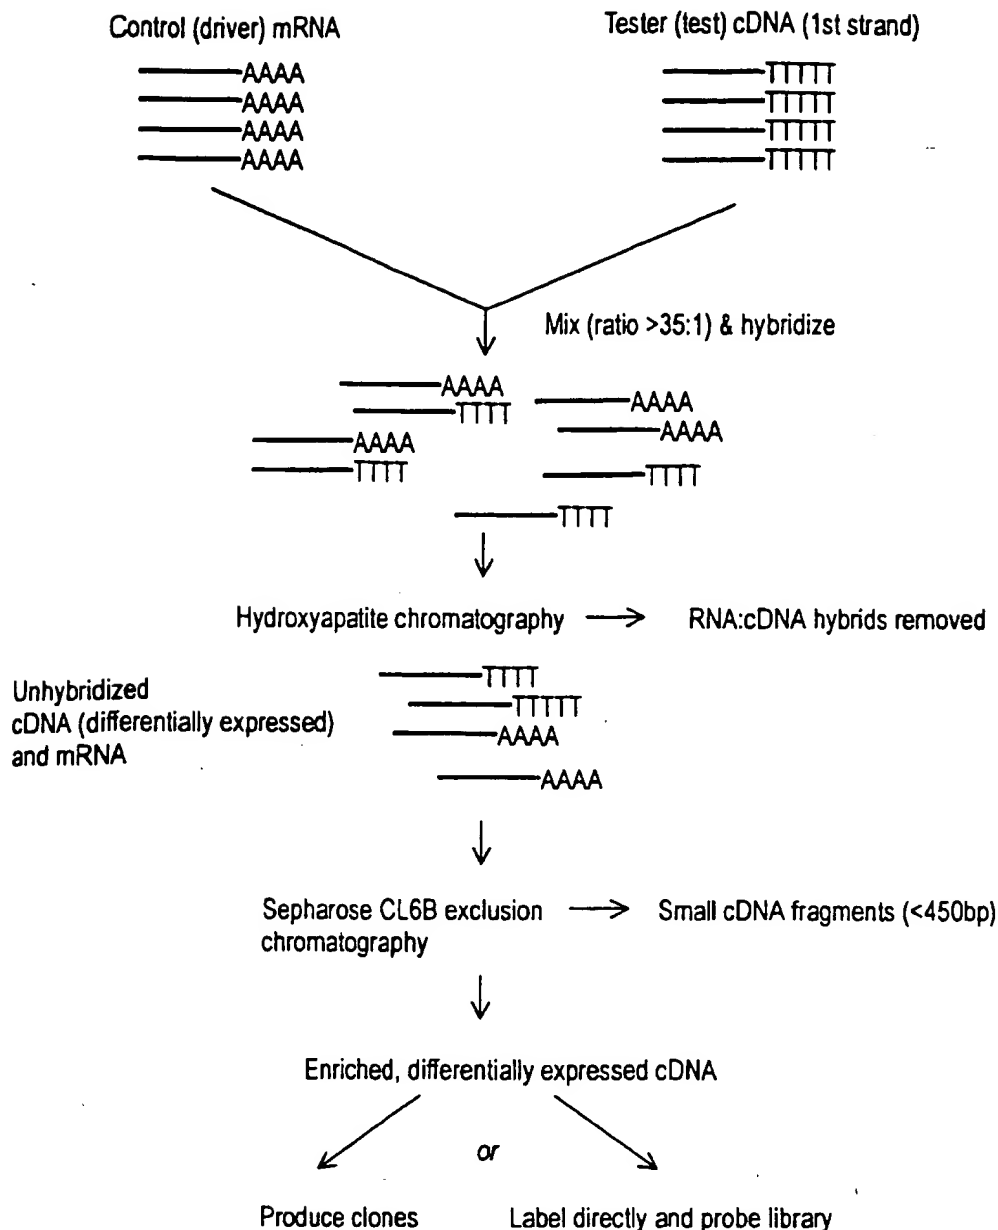 Control (driver) mRNA
Tester (test) cDNA (1st strand)
AAAA
TTTTT
AAAA
TTTTT
AAAA
TTTTT
AAAA
TTTTT
Mix (ratio >35:1) & hybridize
AAAA
TTTT
AAAA
AAAA
AAAA
TTTT
TTTT
TTTT
Hydroxyapatite chromatography
RNA:cDNA hybrids removed
Unhybridized
cDNA (differentially expressed)
and mRNA
TTTT
TTTTT
AAAA
AAAA
Sepharose CL6B exclusion
chromatography
Small cDNA fragments (<450bp)
Enriched, differentially expressed cDNA
or
Produce clones
Label directly and probe library